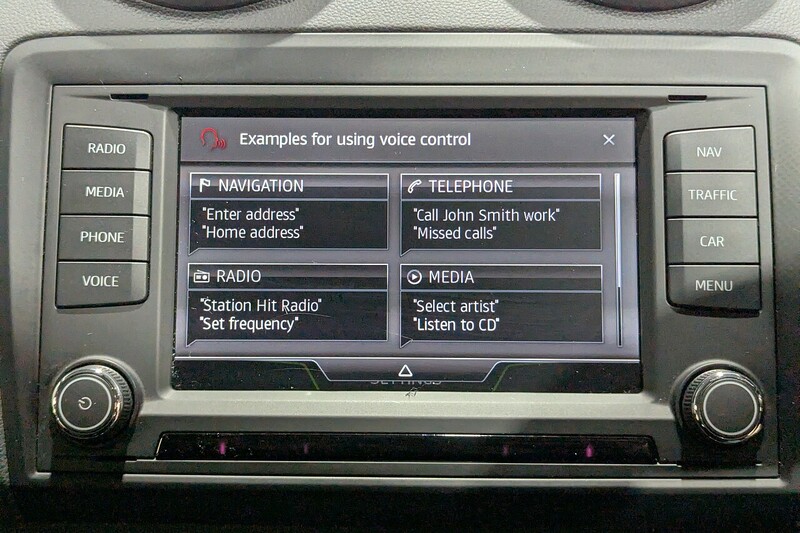 Examples for using voice control
RADIO
MEDIA
PHONE
VOICE
NAVIGATION
"Enter address"
"Home address"
TELEPHONE
"Call John Smith work"
"Missed calls"
RADIO
"Station Hit Radio"
"Set frequency"
MEDIA
"Select artist"
"Listen to CD"
NAV
TRAFFIC
CAR
MENU